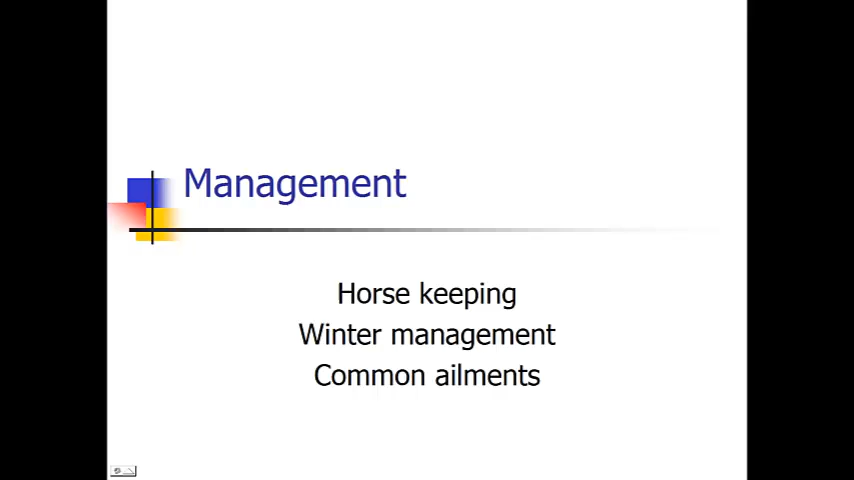 Management
Horse keeping
Winter management
Common ailments